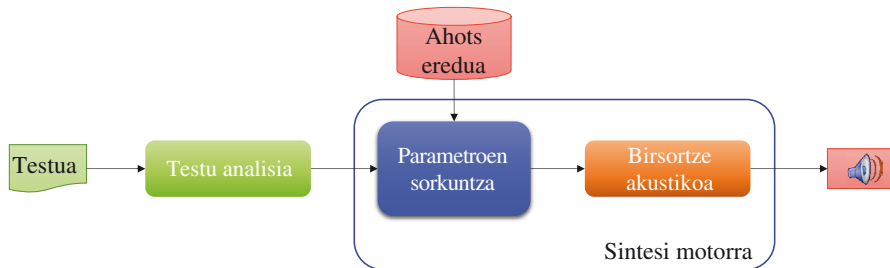 Ahots
eredua
Testua
Testu analisia
Parametroen
sorkuntza
Birsortze
akustikoa
Sintesi motorra